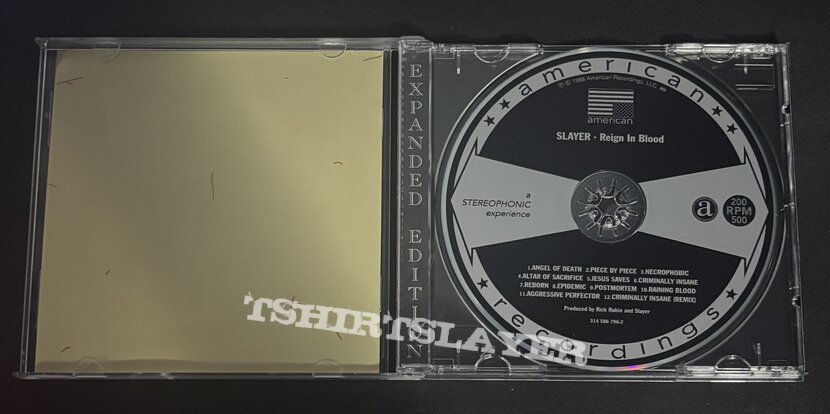 EXPANDED EDITION
american
℗ © 1986 American Recordings, LLC.
american
SLAYER · Reign In Blood
a
STEREOPHONIC
experience
a
200
RPM
500
1.ANGEL OF DEATH 2.PIECE BY PIECE 3.NECROPHOBIC
4.ALTAR OF SACRIFICE 5.JESUS SAVES 6.CRIMINALLY INSANE
7.REBORN 8.EPIDEMIC 9.POSTMORTEM 10.RAINING BLOOD
11.AGGRESSIVE PERFECTOR 12.CRIMINALLY INSANE (REMIX)
Produced by Rick Rubin and Slayer
314 586 796-2
recordings
TSHIRTSLAYER